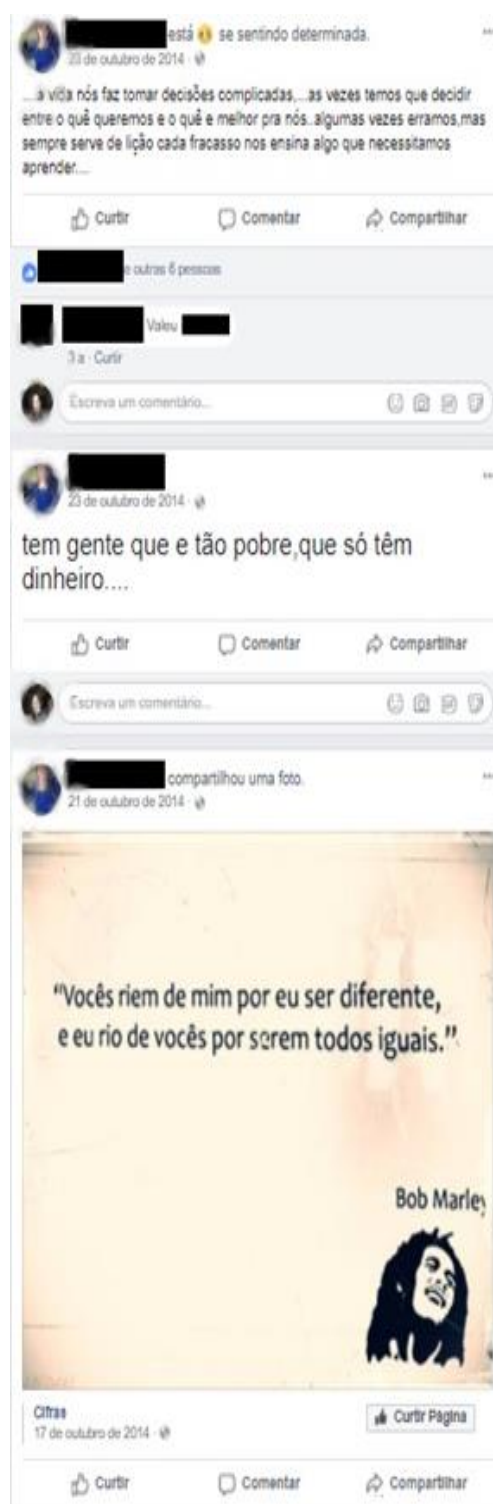 está se sentindo determinada.
23 de outubro de 2014
....a vida nós faz tomar decisões complicadas,...as vezes temos que decidir
entre o quê queremos e o quê e melhor pra nós..algumas vezes erramos,mas
sempre serve de lição cada fracasso nos ensina algo que necessitamos
aprender....
Curtir Comentar Compartilhar
e outras 6 pessoas
Valeu
3 a · Curtir
Escreva um comentário...
23 de outubro de 2014
tem gente que e tão pobre,que só têm
dinheiro....
Curtir Comentar Compartilhar
Escreva um comentário...
compartilhou uma foto.
21 de outubro de 2014
"Vocês riem de mim por eu ser diferente,
e eu rio de vocês por serem todos iguais."
Bob Marley
Cifras
17 de outubro de 2014
Curtir Página
Curtir Comentar Compartilhar